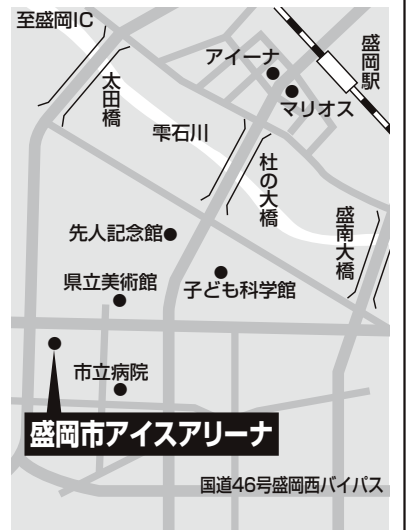 至盛岡IC
アイーナ
盛岡駅
太田橋
マリオス
雫石川
杜の大橋
盛南大橋
先人記念館
県立美術館
子ども科学館
市立病院
盛岡市アイスアリーナ
国道46号盛岡西バイパス